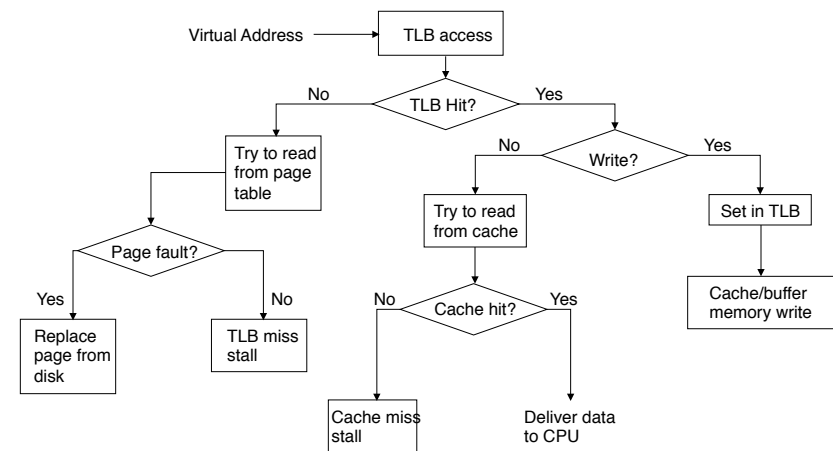 Virtual Address
TLB access
No
TLB Hit?
Yes
Try to read
from page
table
No
Write?
Yes
Try to read
from cache
Set in TLB
Page fault?
Yes
No
No
Cache hit?
Yes
Cache/buffer
memory write
Replace
page from
disk
TLB miss
stall
Cache miss
stall
Deliver data
to CPU